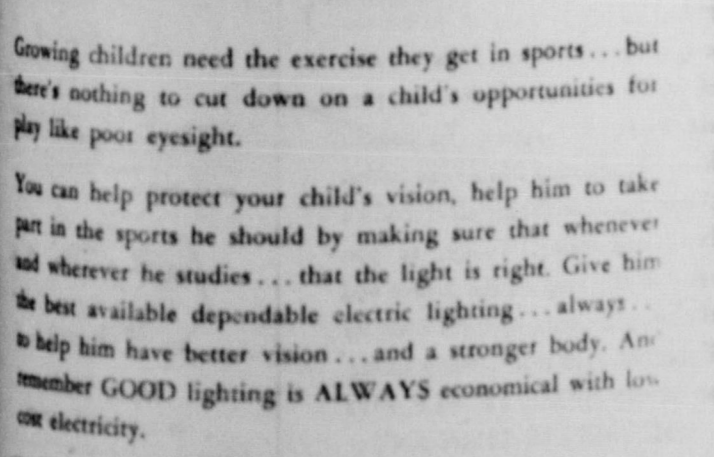 Growing children need the exercise they get in sports...but
there's nothing to cut down on a child's opportunities for
play like poor eyesight.
You can help protect your child's vision, help him to take
part in the sports he should by making sure that whenever
and wherever he studies...that the light is right. Give him
the best available dependable electric lighting...always...
to help him have better vision...and a stronger body. And
remember GOOD lighting is ALWAYS economical with low
cost electricity.